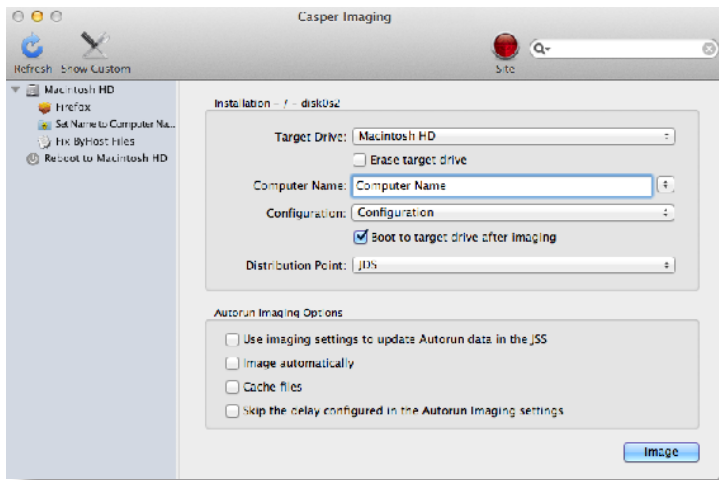 Casper Imaging
Refresh Show Custom
Site
Macintosh HD
Firefox
Set Name to Computer Na...
Fix ByHost Files
Reboot to Macintosh HD
Installation - / - disk0s2
Target Drive: Macintosh HD
Erase target drive
Computer Name: Computer Name
Configuration: Configuration
Boot to target drive after imaging
Distribution Point: JDS
Autorun Imaging Options
Use imaging settings to update Autorun data in the JSS
Image automatically
Cache files
Skip the delay configured in the Autorun Imaging settings
Image